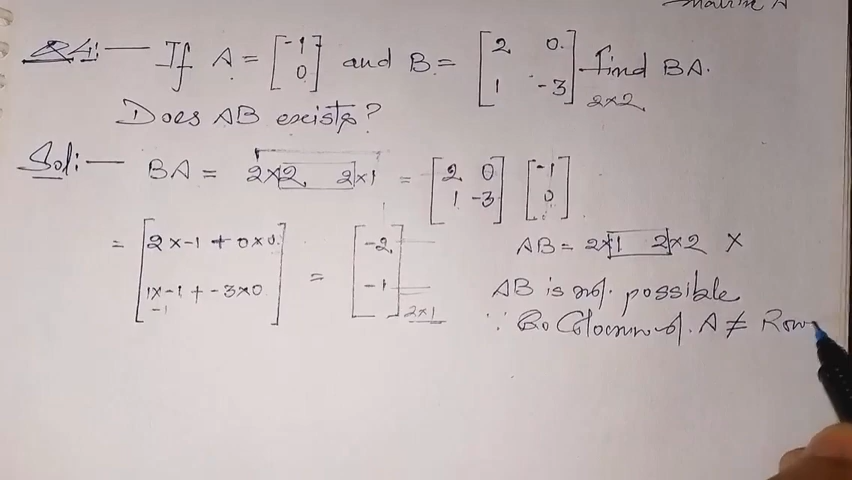 Matrix A
Q4:— If A = [-1 0] and B = [2 0 1 -3] find BA.
2×2
Does AB exists?
Sol:— BA = 2×2 2×1 = [2 0 1 -3] [-1 0]
= [2×-1 + 0×0 1×-1 + -3×0] = [-2 -1] 2×1
-1
AB = 2×1 2×2 ×
AB is not possible
∵ Column of A ≠ Row